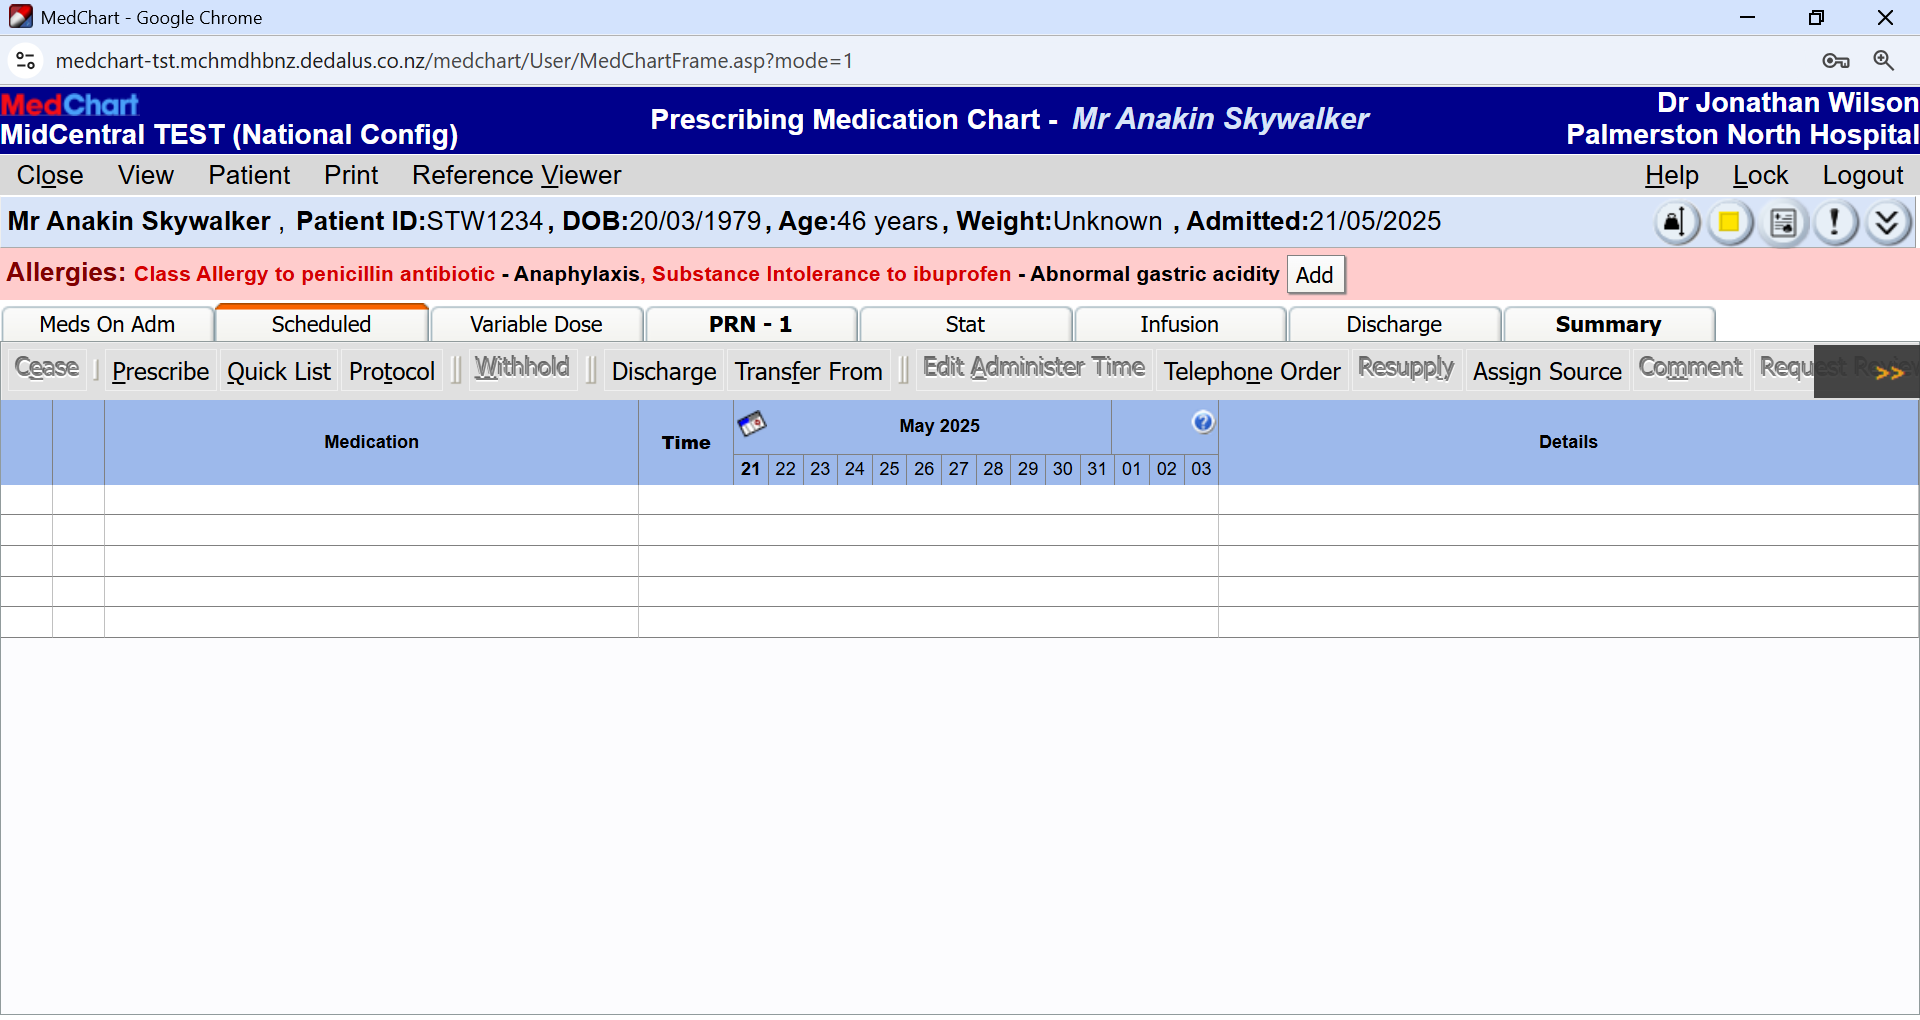 MedChart - Google Chrome
medchart-tst.mchmdhbnz.dedalus.co.nz/medchart/User/MedChartFrame.asp?mode=1
MedChart
MidCentral TEST (National Config)
Prescribing Medication Chart - Mr Anakin Skywalker
Dr Jonathan Wilson
Palmerston North Hospital
Close View Patient Print Reference Viewer Help Lock Logout
Mr Anakin Skywalker , Patient ID:STW1234, DOB:20/03/1979, Age:46 years, Weight:Unknown , Admitted:21/05/2025
Allergies: Class Allergy to penicillin antibiotic - Anaphylaxis, Substance Intolerance to ibuprofen - Abnormal gastric acidity Add
Meds On Adm Scheduled Variable Dose PRN - 1 Stat Infusion Discharge Summary
Cease Prescribe Quick List Protocol Withhold Discharge Transfer From Edit Administer Time Telephone Order Resupply Assign Source Comment Request >>
Medication Time May 2025 Details
21 22 23 24 25 26 27 28 29 30 31 01 02 03